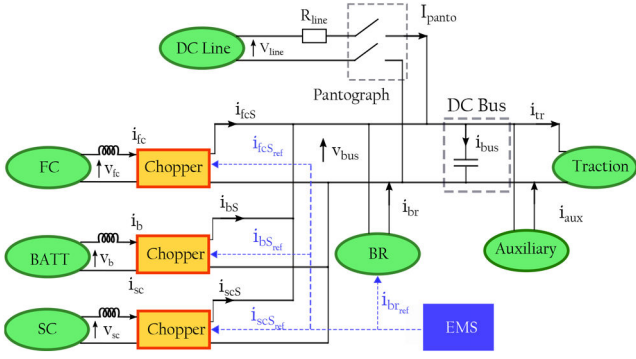 R_line
I_panto
DC Line
V_line
Pantograph
DC Bus
i_fcS
i_tr
i_fc
i_fcS_ref
v_bus
i_bus
FC
v_fc
Chopper
Traction
i_bS
i_br
i_aux
i_b
i_bS_ref
BATT
v_b
Chopper
BR
Auxiliary
i_sc
i_scS
i_br_ref
SC
v_sc
Chopper
i_scS_ref
EMS